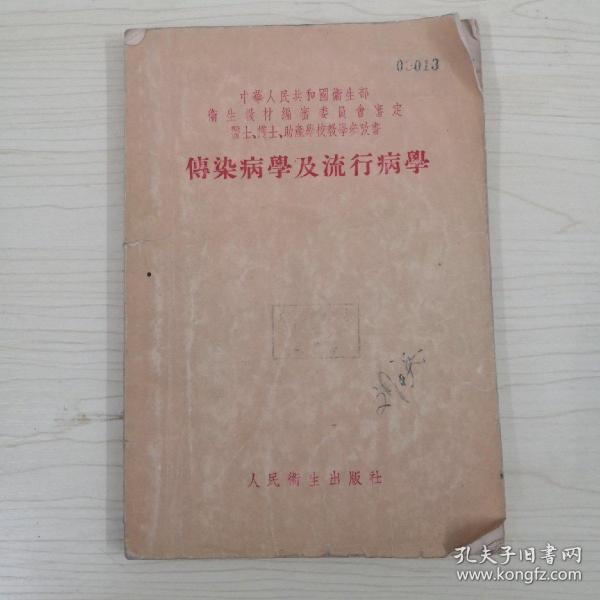 03013
中華人民共和國衛生部
衛生教材編審委員會審定
醫士、護士、助產學校教學參攷書
傳染病學及流行病學
人民衛生出版社
孔夫子旧书网
www.kongfz.com